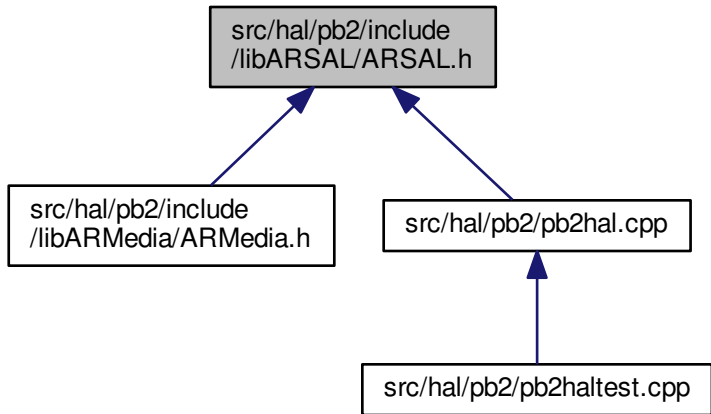 src/hal/pb2/include
/libARSAL/ARSAL.h
src/hal/pb2/include
/libARMedia/ARMedia.h
src/hal/pb2/pb2hal.cpp
src/hal/pb2/pb2haltest.cpp